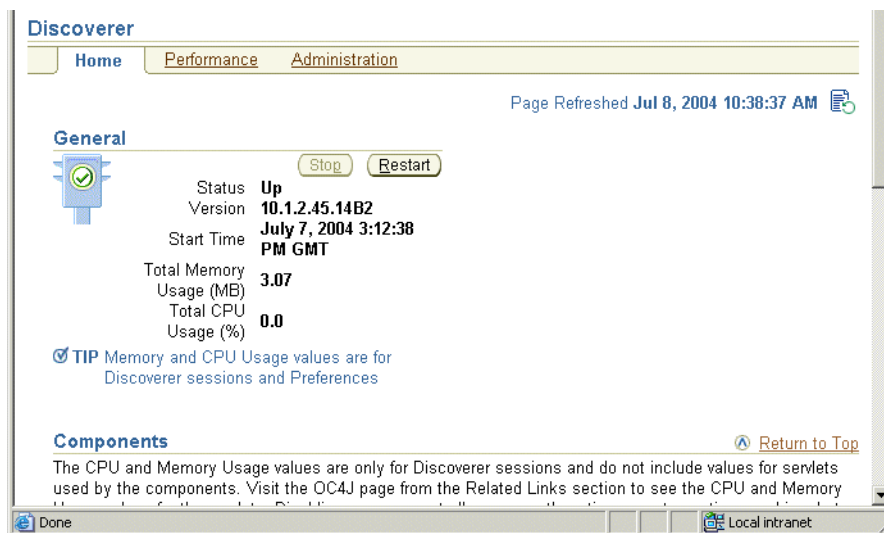 Discoverer
Home Performance Administration
Page Refreshed Jul 8, 2004 10:38:37 AM
General
Stop Restart
Status Up
Version 10.1.2.45.14B2
Start Time July 7, 2004 3:12:38 PM GMT
Total Memory Usage (MB) 3.07
Total CPU Usage (%) 0.0
TIP Memory and CPU Usage values are for
Discoverer sessions and Preferences
Components Return to Top
The CPU and Memory Usage values are only for Discoverer sessions and do not include values for servlets
used by the components. Visit the OC4J page from the Related Links section to see the CPU and Memory
Done Local intranet